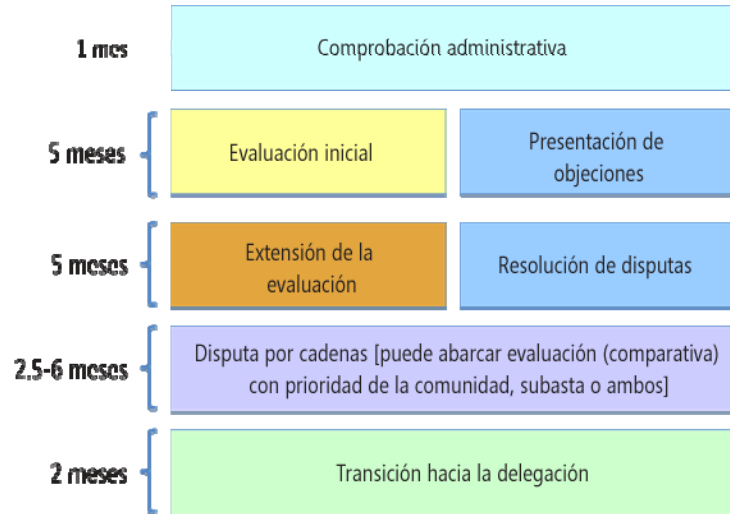 1 mes
Comprobación administrativa
5 meses
Evaluación inicial
Presentación de
objeciones
5 meses
Extensión de la
evaluación
Resolución de disputas
2.5-6 meses
Disputa por cadenas [puede abarcar evaluación (comparativa)
con prioridad de la comunidad, subasta o ambos]
2 meses
Transición hacia la delegación